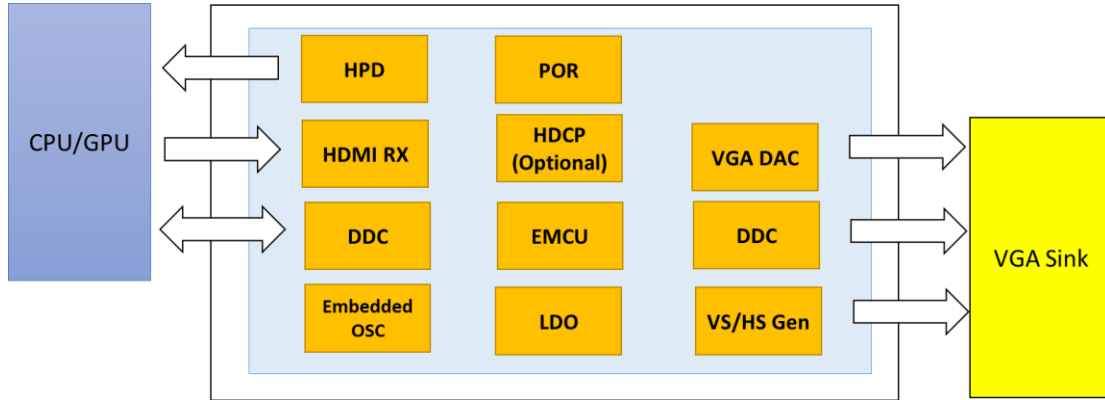 CPU/GPU
HPD
POR
HDMI RX
HDCP
(Optional)
VGA DAC
DDC
EMCU
DDC
Embedded
OSC
LDO
VS/HS Gen
VGA Sink